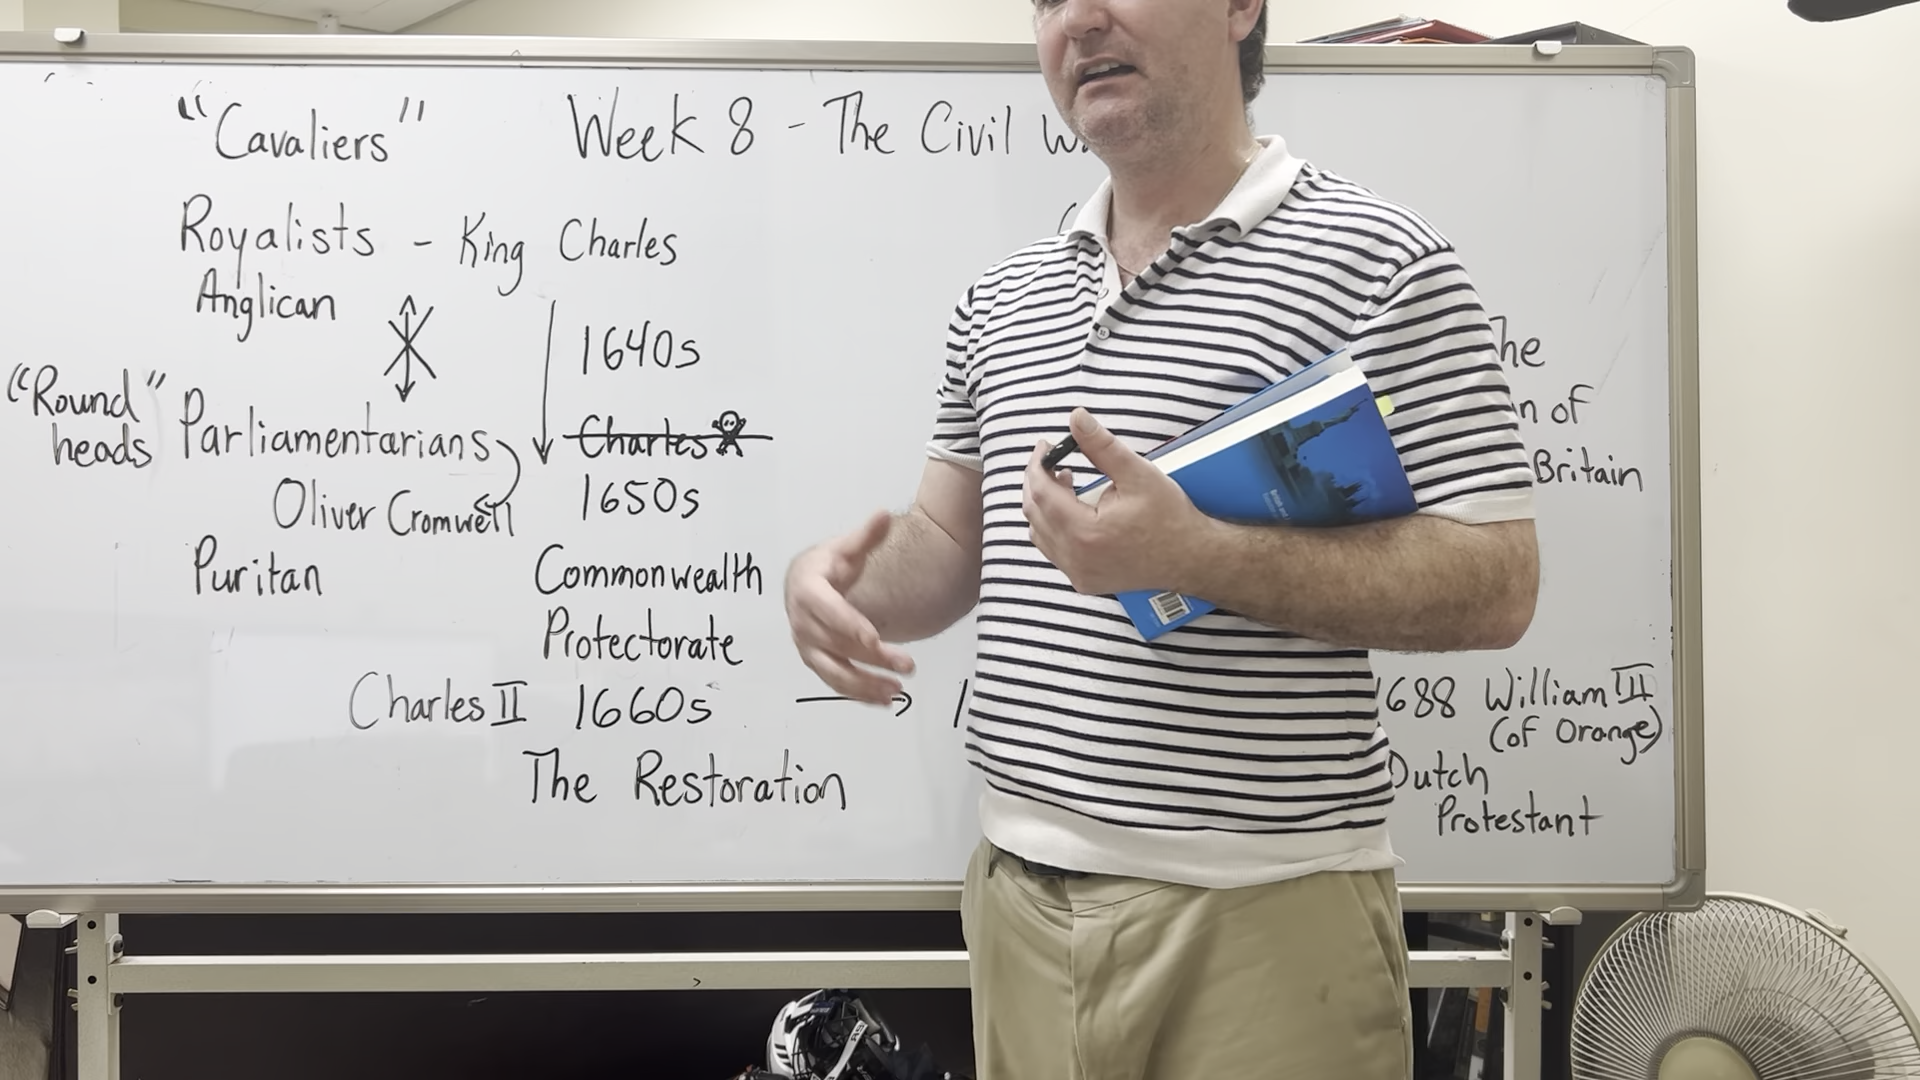 “Cavaliers”
Week 8 - The Civil
Royalists - King Charles
Anglican
1640s
“Round heads”
Parliamentarians
Charles
Oliver Cromwell
1650s
Puritan
Commonwealth
Protectorate
Charles II 1660s
The Restoration
of
Britain
1688 William III
(of Orange)
Dutch
Protestant